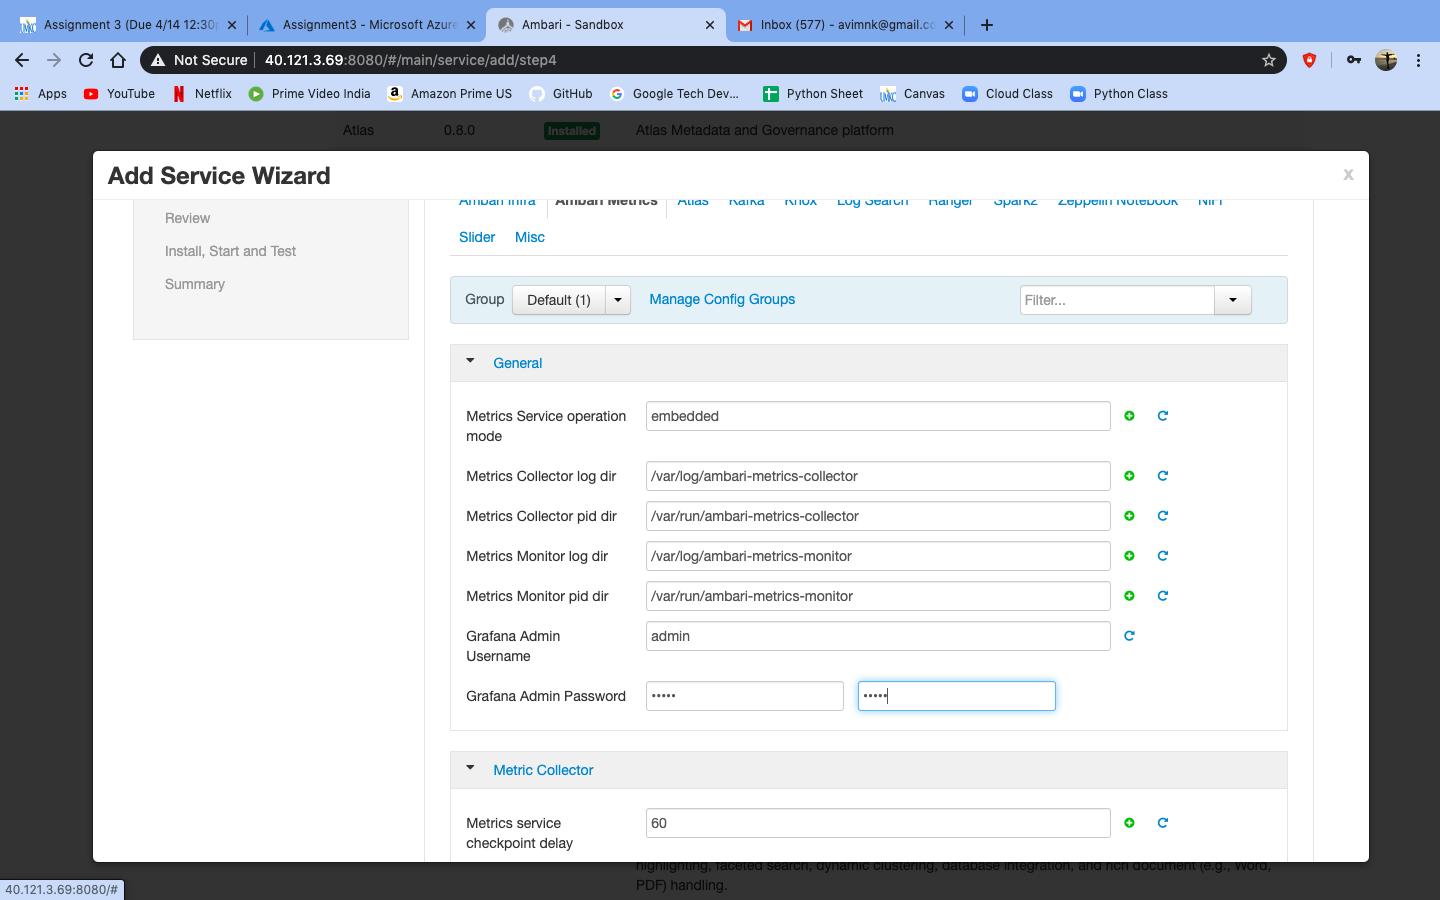 Assignment 3 (Due 4/14 12:30p
Assignment3 - Microsoft Azure
Ambari - Sandbox
Inbox (577) - avimnk@gmail.co
Not Secure
40.121.3.69:8080/#/main/service/add/step4
Apps
YouTube
Netflix
Prime Video India
Amazon Prime US
GitHub
Google Tech Dev...
Python Sheet
Canvas
Cloud Class
Python Class
Atlas 0.8.0 Installed Atlas Metadata and Governance platform
Add Service Wizard
x
Review
Install, Start and Test
Summary
Ambari Infra Ambari Metrics Atlas Kafka Knox Log Search Ranger Spark2 Zeppelin Notebook NiFi
Slider Misc
Group Default (1) Manage Config Groups Filter...
General
Metrics Service operation mode
embedded
Metrics Collector log dir /var/log/ambari-metrics-collector
Metrics Collector pid dir /var/run/ambari-metrics-collector
Metrics Monitor log dir /var/log/ambari-metrics-monitor
Metrics Monitor pid dir /var/run/ambari-metrics-monitor
Grafana Admin Username
admin
Grafana Admin Password ••••• •••••
Metric Collector
Metrics service checkpoint delay
60
highlighting, faceted search, dynamic clustering, database integration, and rich document (e.g., Word,
PDF) handling.
40.121.3.69:8080/#